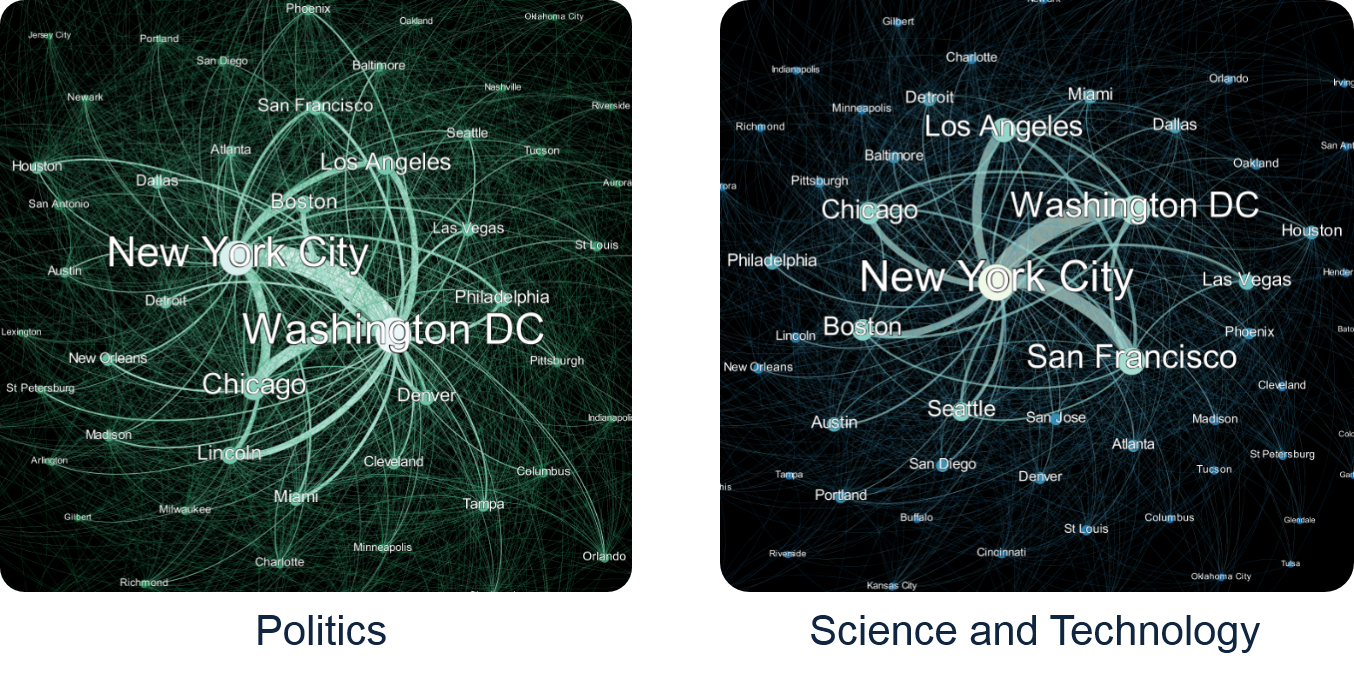 Phoenix
Oakland
Oklahoma City
Jersey City
Portland
San Diego
Baltimore
Nashville
Newark
San Francisco
Riverside
Seattle
Atlanta
Los Angeles
Tucson
Houston
Dallas
Aurora
San Antonio
Boston
Las Vegas
St Louis
New York City
Austin
Detroit
Philadelphia
Lexington
Washington DC
New Orleans
Pittsburgh
St Petersburg
Chicago
Denver
Indianapolis
Madison
Lincoln
Arlington
Cleveland
Columbus
Miami
Tampa
Milwaukee
Gilbert
Minneapolis
Charlotte
Orlando
Richmond
Politics
Gilbert
Charlotte
Indianapolis
Orlando
Irving
Miami
Detroit
Minneapolis
Richmond
Los Angeles
Dallas
San Ant
Baltimore
Oakland
Pittsburgh
rora
Chicago
Washington DC
Houston
Philadelphia
Hender
New York City
Las Vegas
Lincoln
Boston
Phoenix
Bato
San Francisco
New Orleans
Cleveland
Seattle
San Jose
Madison
Austin
Colo
Atlanta
St Petersburg
San Diego
Tucson
Tampa
Denver
Gar
his
Portland
Buffalo
Columbus
Glendale
St Louis
Riverside
Cincinnati
Tulsa
Oklahoma City
Kansas City
Science and Technology